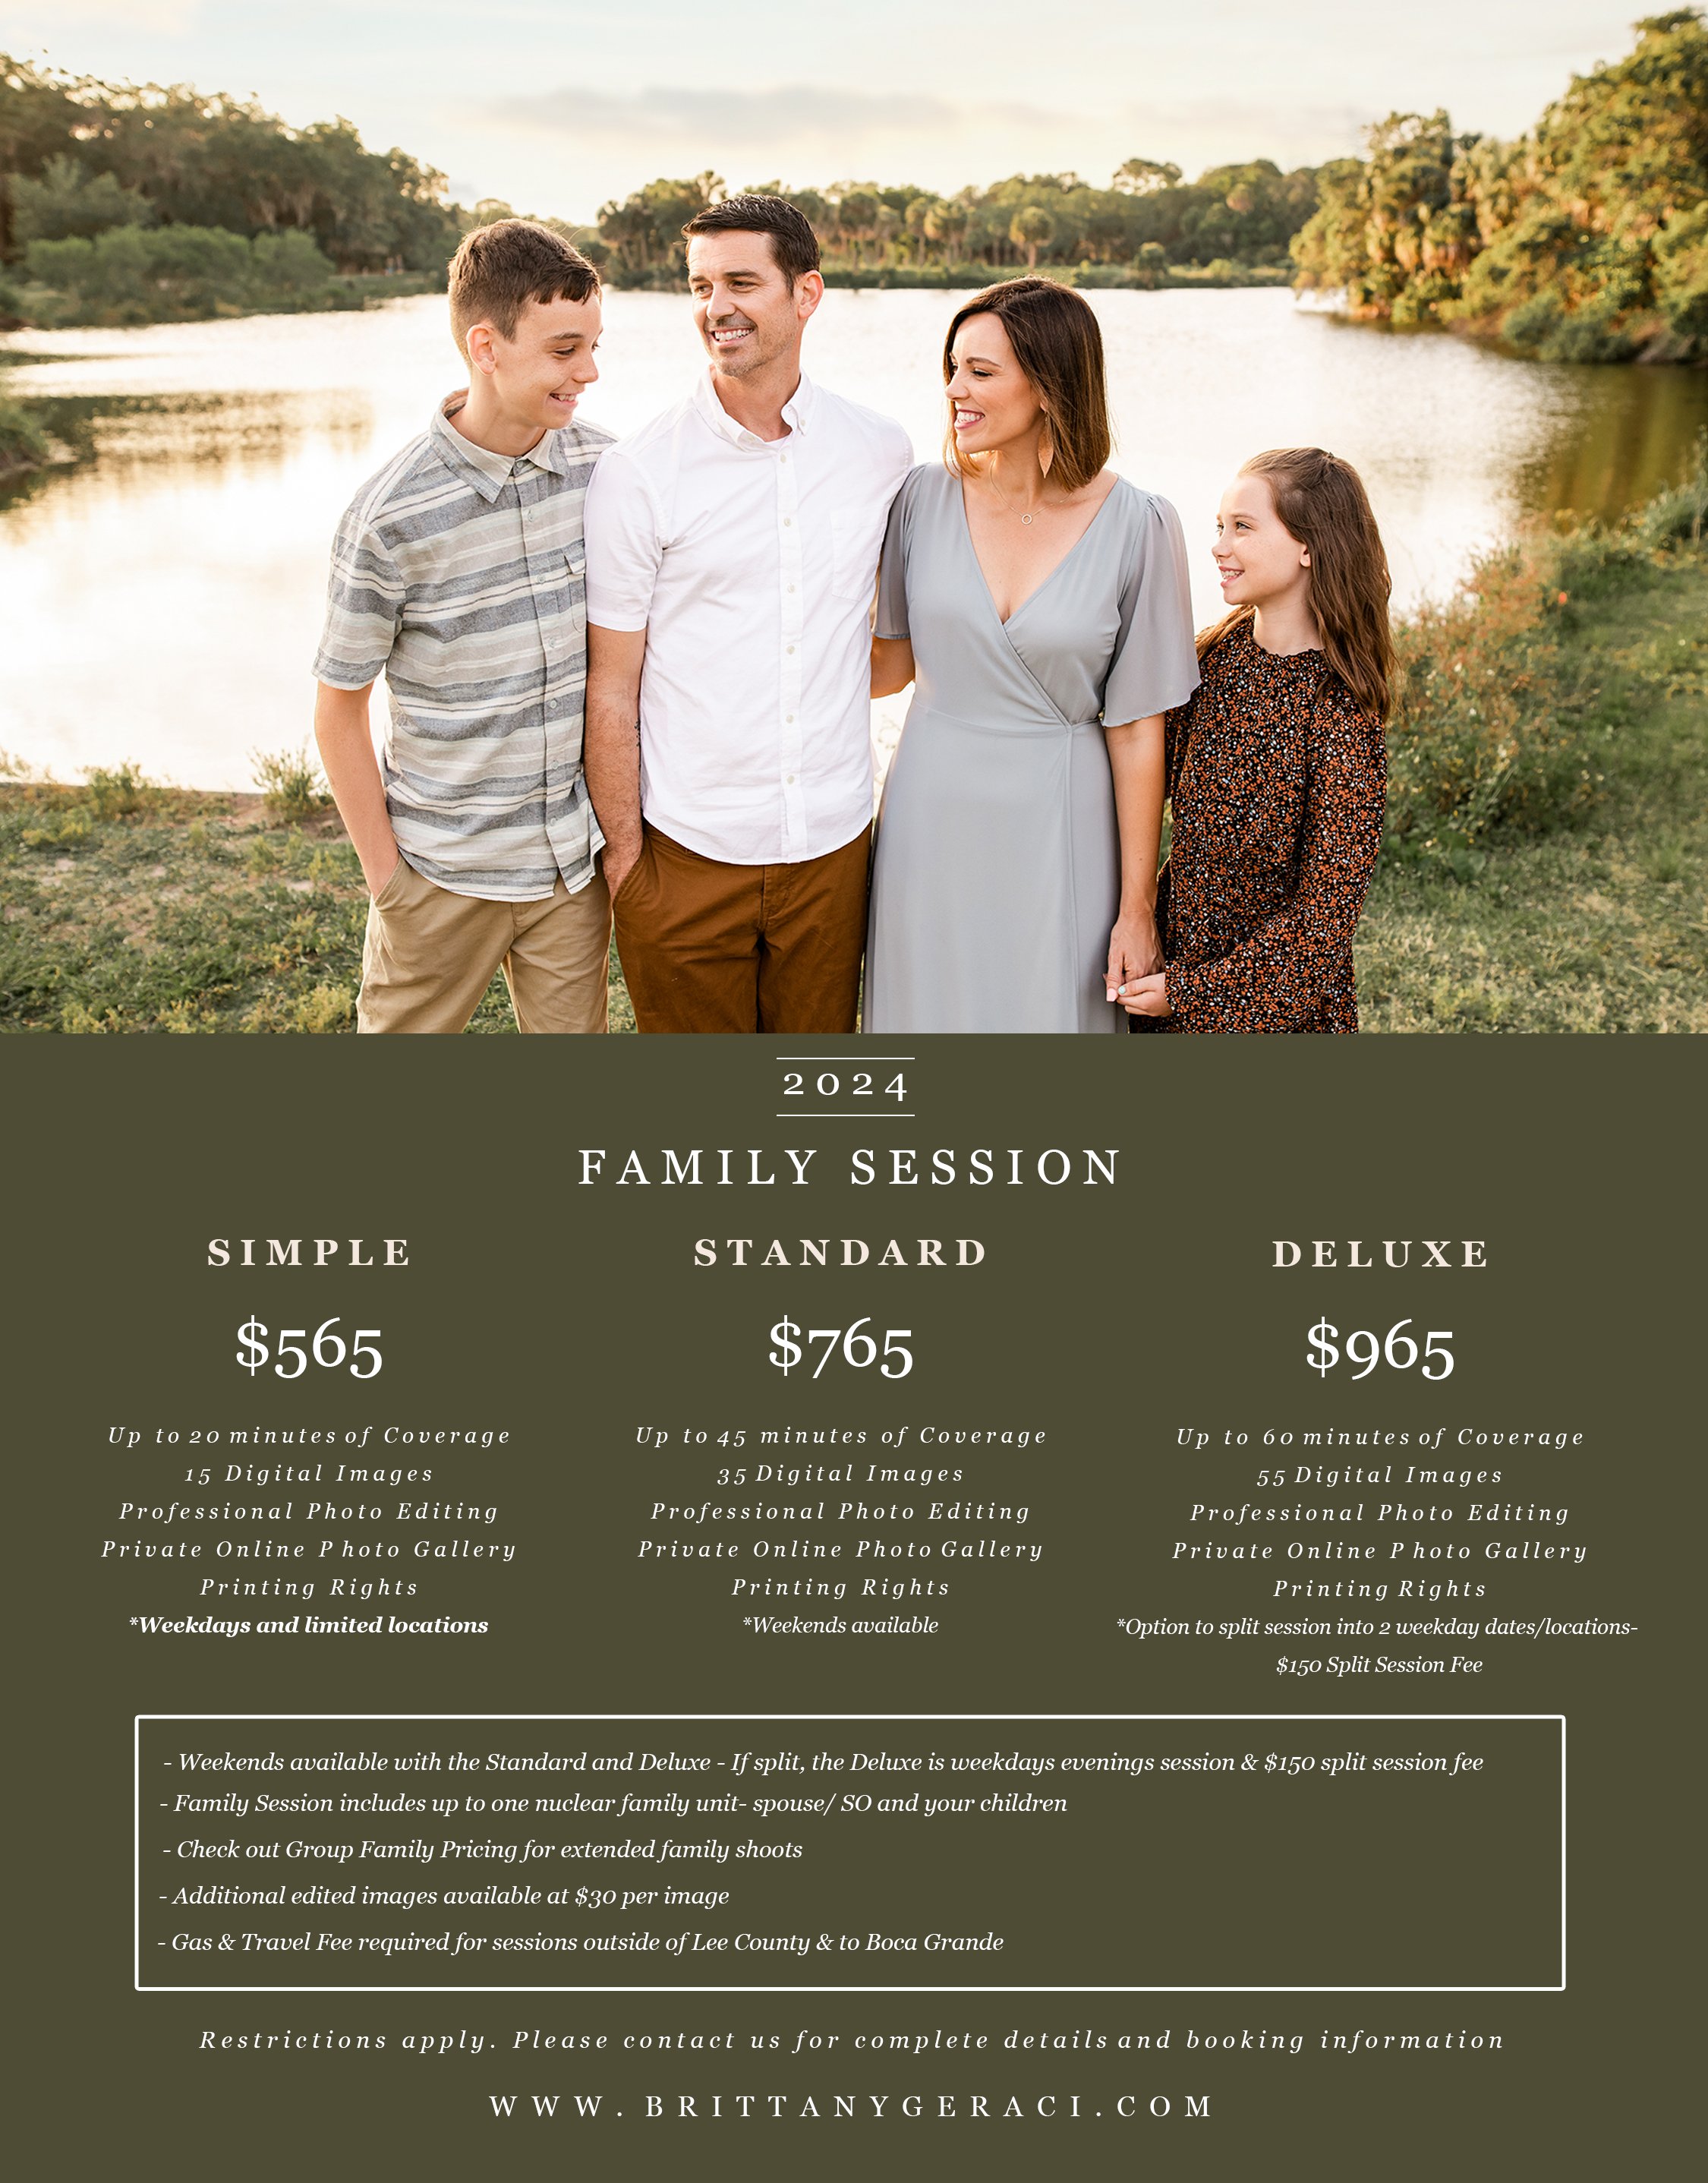 2024
FAMILY SESSION
SIMPLE
$565
Up to 20 minutes of Coverage
15 Digital Images
Professional Photo Editing
Private Online Photo Gallery
Printing Rights
*Weekdays and limited locations
STANDARD
$765
Up to 45 minutes of Coverage
35 Digital Images
Professional Photo Editing
Private Online Photo Gallery
Printing Rights
*Weekends available
DELUXE
$965
Up to 60 minutes of Coverage
55 Digital Images
Professional Photo Editing
Private Online Photo Gallery
Printing Rights
*Option to split session into 2 weekday dates/locations-
$150 Split Session Fee
- Weekends available with the Standard and Deluxe - If split, the Deluxe is weekdays evenings session & $150 split session fee
- Family Session includes up to one nuclear family unit- spouse/ SO and your children
- Check out Group Family Pricing for extended family shoots
- Additional edited images available at $30 per image
- Gas & Travel Fee required for sessions outside of Lee County & to Boca Grande
Restrictions apply. Please contact us for complete details and booking information
WWW. BRITTANYGERACI.COM